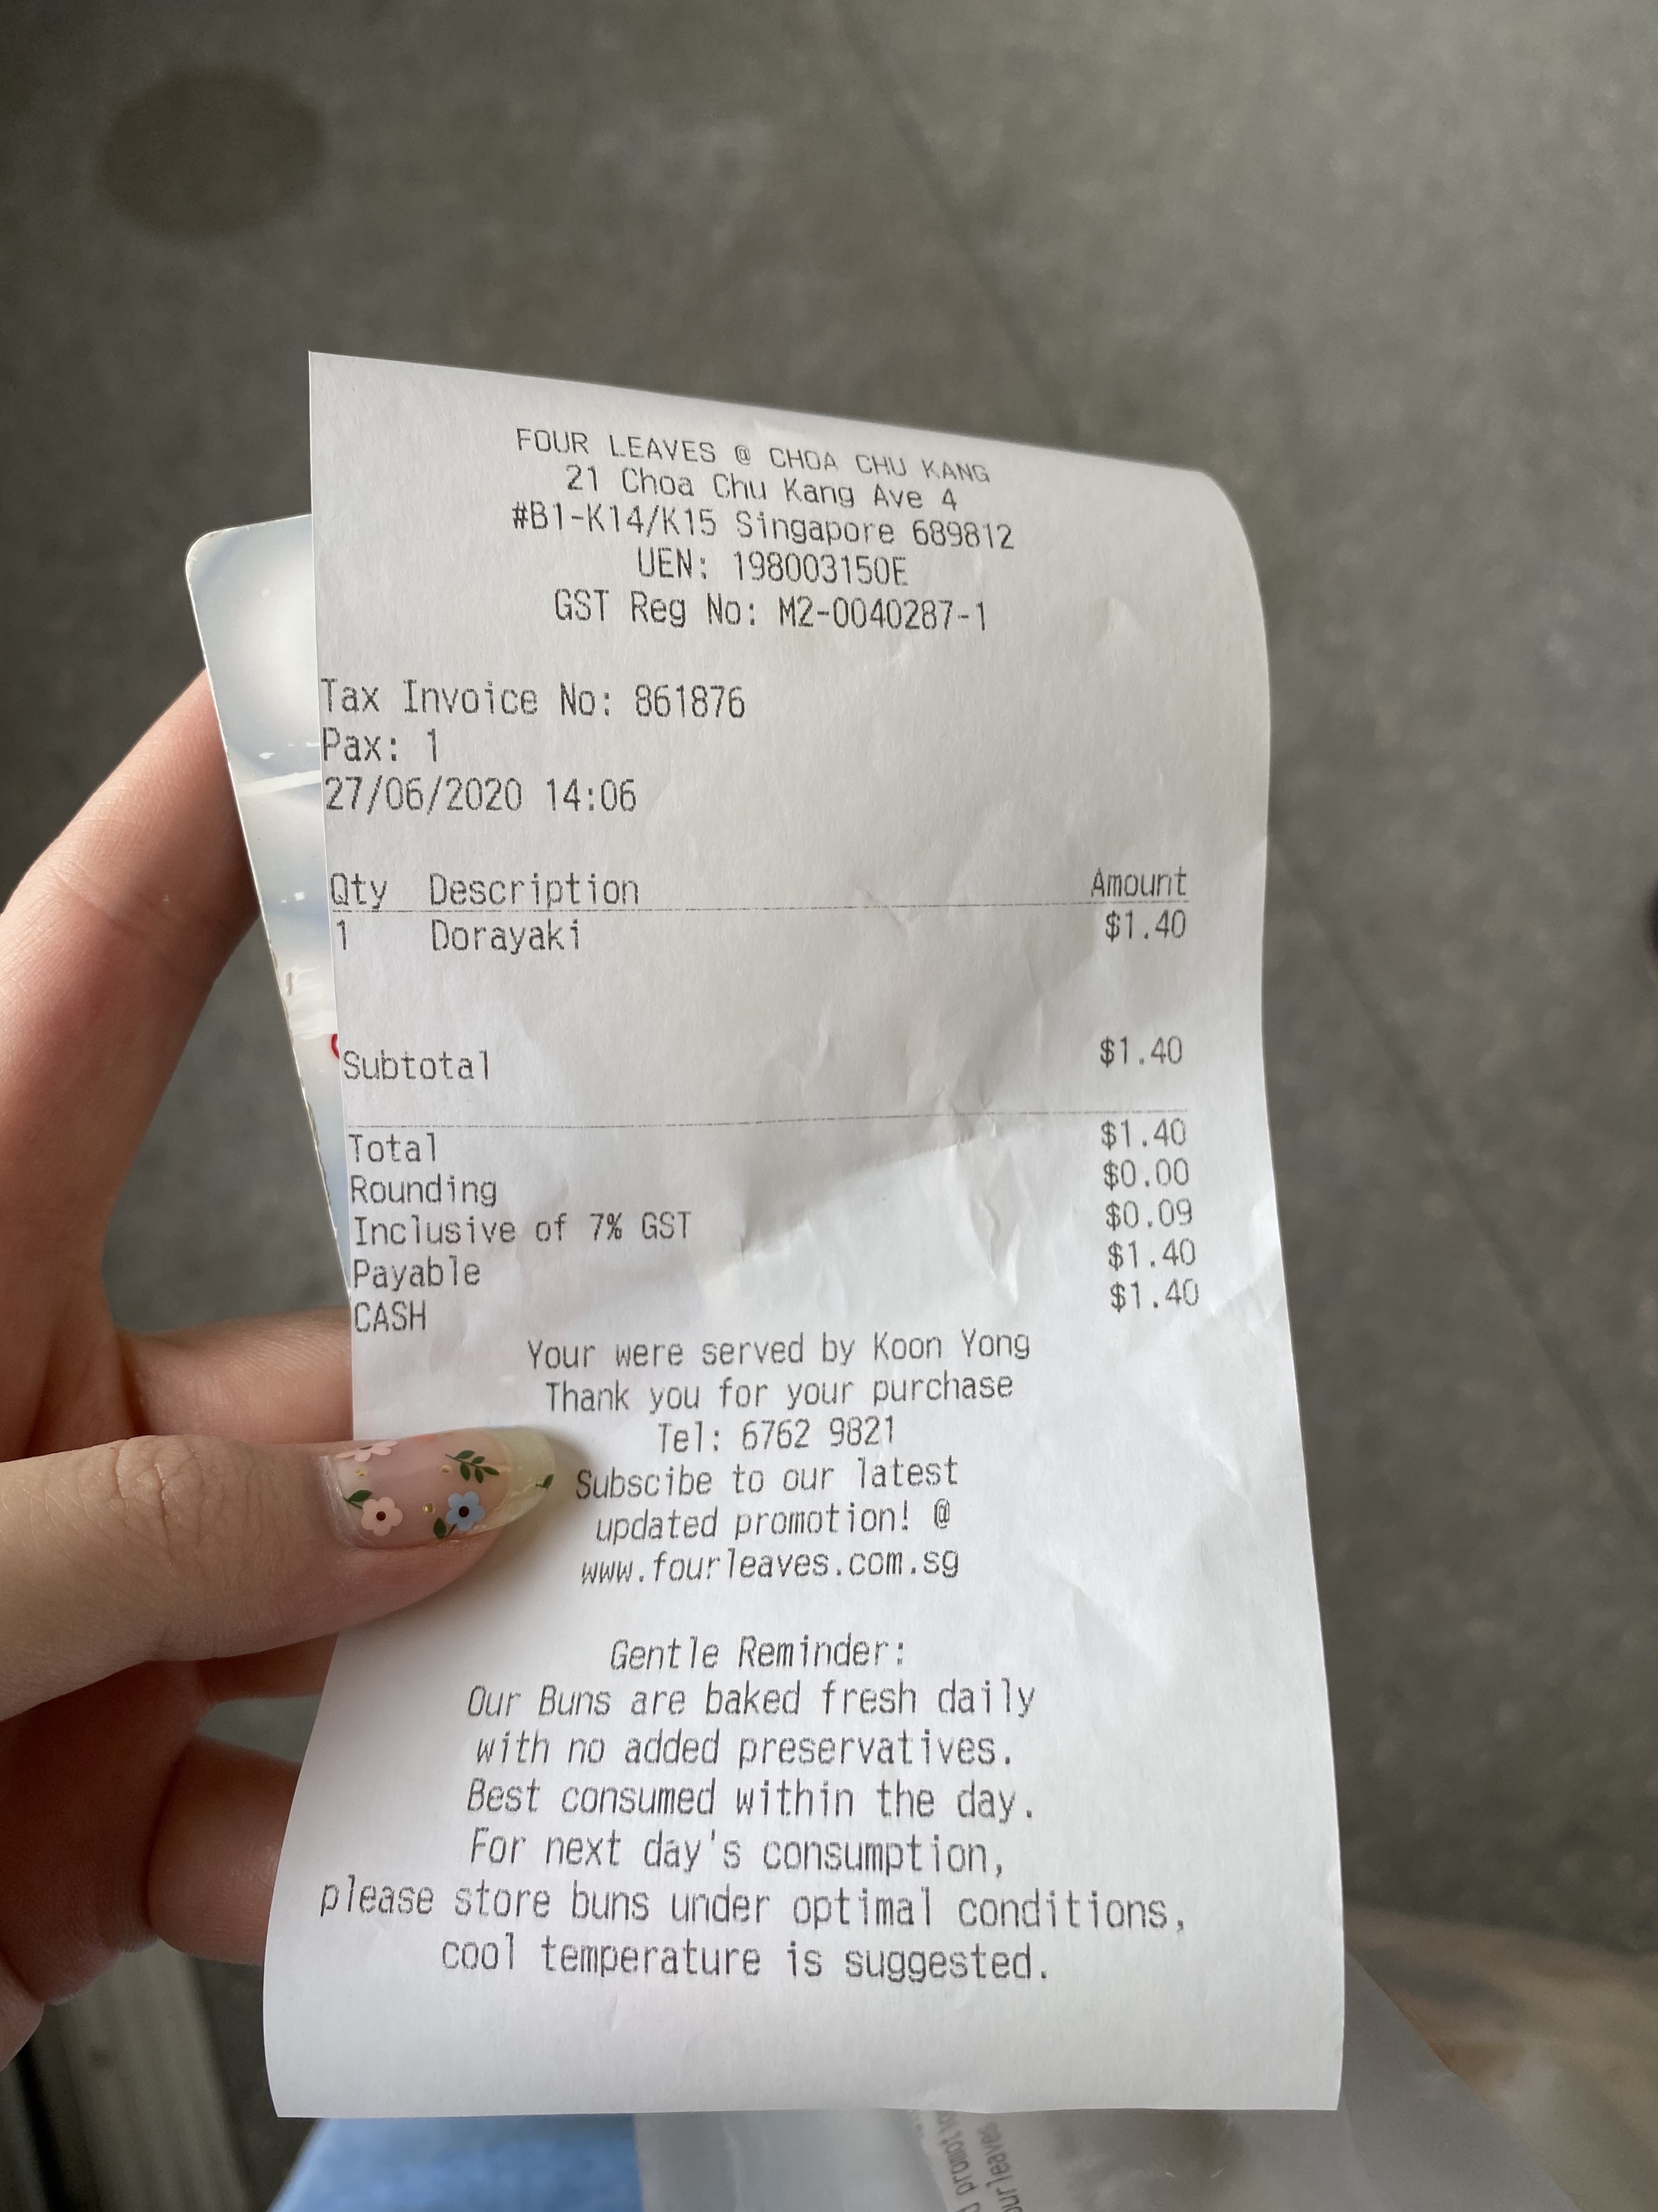 FOUR LEAVES @ CHOA CHU KANG
21 Choa Chu Kang Ave 4
#B1-K14/K15 Singapore 689812
UEN: 198003150E
GST Reg No: M2-0040287-1
Tax Invoice No: 861876
Pax: 1
27/06/2020 14:06
Qty Description Amount
1 Dorayaki $1.40
Subtotal $1.40
Total $1.40
Rounding $0.00
Inclusive of 7% GST $0.09
Payable $1.40
CASH $1.40
Your were served by Koon Yong
Thank you for your purchase
Tel: 6762 9821
Subscibe to our latest
updated promotion! @
www.fourleaves.com.sg
Gentle Reminder:
Our Buns are baked fresh daily
with no added preservatives.
Best consumed within the day.
For next day's consumption,
please store buns under optimal conditions,
cool temperature is suggested.